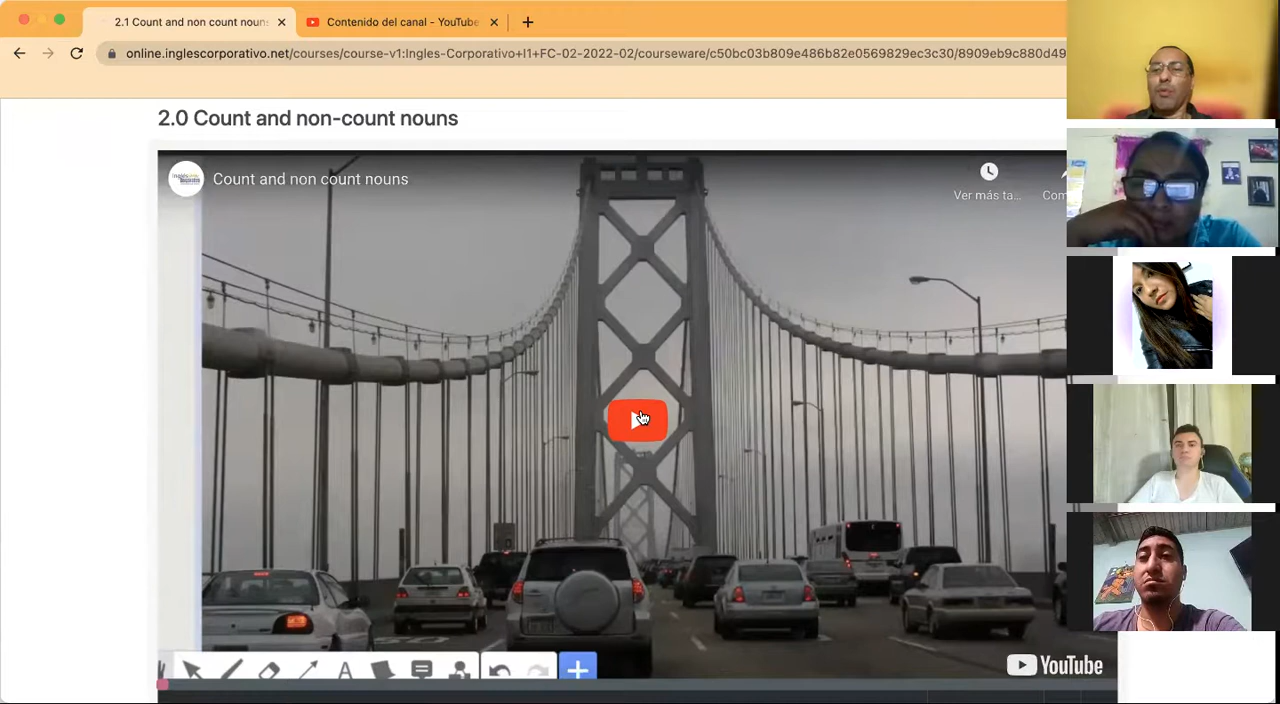 2.1 Count and non count nouns
Contenido del canal - YouTube
online.inglescorporativo.net/courses/course-v1:Ingles-Corporativo+I1+FC-02-2022-02/courseware/c50bc03b809e486b82e0569829ec3c30/8909eb9c880d49
2.0 Count and non-count nouns
Count and non count nouns
Ver más ta...
Com
A
YouTube